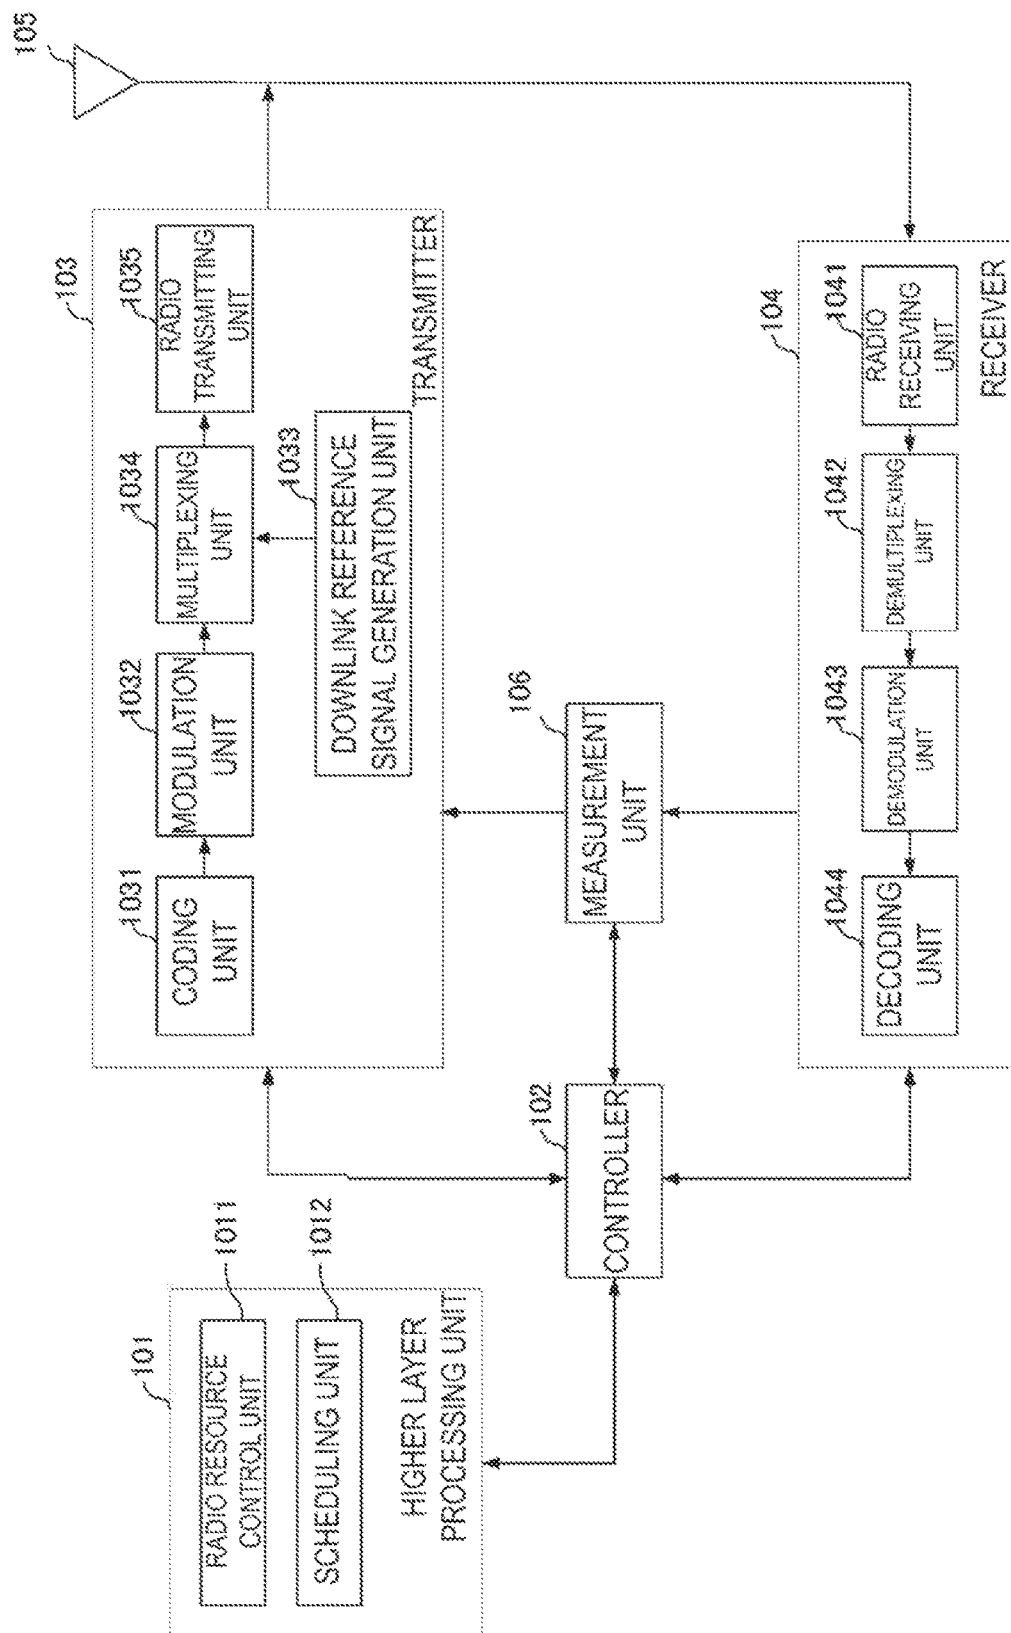 101
RADIO RESOURCE
CONTROL UNIT
1011
SCHEDULING UNIT
1012
HIGHER LAYER
PROCESSING UNIT
102
CONTROLLER
103
1031
CODING
UNIT
1032
MODULATION
UNIT
1034
MULTIPLEXING
UNIT
1035
RADIO
TRANSMITTING
UNIT
1033
DOWNLINK REFERENCE
SIGNAL GENERATION UNIT
TRANSMITTER
105
106
MEASUREMENT
UNIT
104
1044
DECODING
UNIT
1043
DEMODULATION
UNIT
1042
DEMULTIPLEXING
UNIT
1041
RADIO
RECEIVING
UNIT
RECEIVER